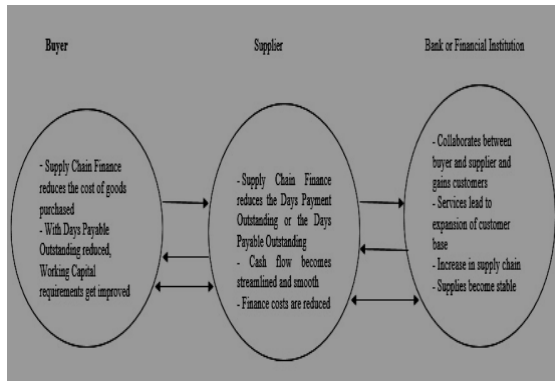 Buyer
Supplier
Bank or Financial Institution
- Supply Chain Finance
reduces the cost of goods
purchased
- With Days Payable
Outstanding reduced,
Working Capital
requirements get improved
- Supply Chain Finance
reduces the Days Payment
Outstanding or the Days
Payable Outstanding
- Cash flow becomes
streamlined and smooth
- Finance costs are reduced
- Collaborates between
buyer and supplier and
gains customers
- Services lead to
expansion of customer
base
- Increase in supply chain
- Supplies become stable